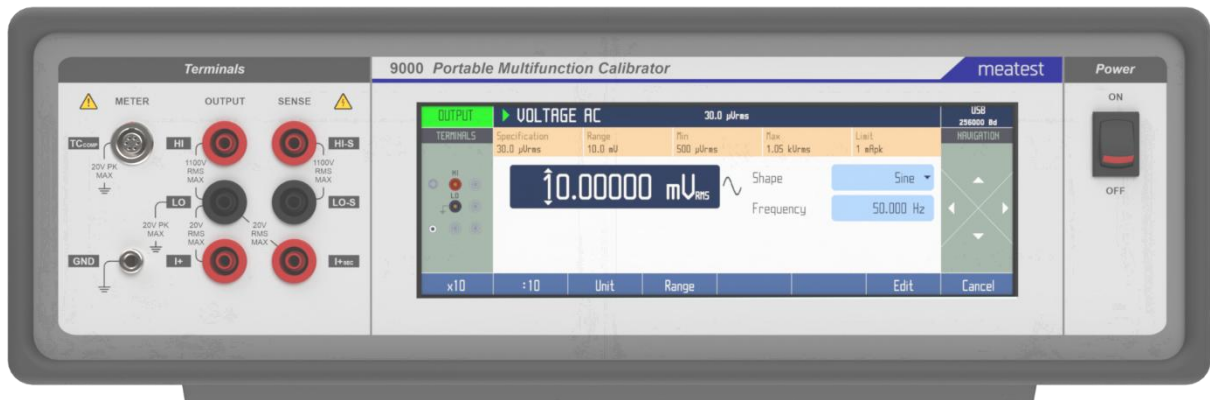 Terminals
9000 Portable Multifunction Calibrator
meatest
Power
METER
OUTPUT
SENSE
TCCOMP
20V PK
MAX
HI
1100V
RMS
MAX
HI-S
1100V
RMS
MAX
LO
LO-S
20V PK
MAX
20V
RMS
MAX
20V
RMS
MAX
GND
I+
I+
OUTPUT
VOLTAGE AC
30.0 µVrms
USB
256000 Bd
TERMINALS
Specification
Range
Min
Max
Limit
NAVIGATION
30.0 µVrms
10.0 mV
500 µVrms
1.05 kVrms
1 mApk
HI
LO
10.00000 mVRMS
Shape
Sine
Frequency
50.000 Hz
x10
:10
Unit
Range
Edit
Cancel
ON
OFF